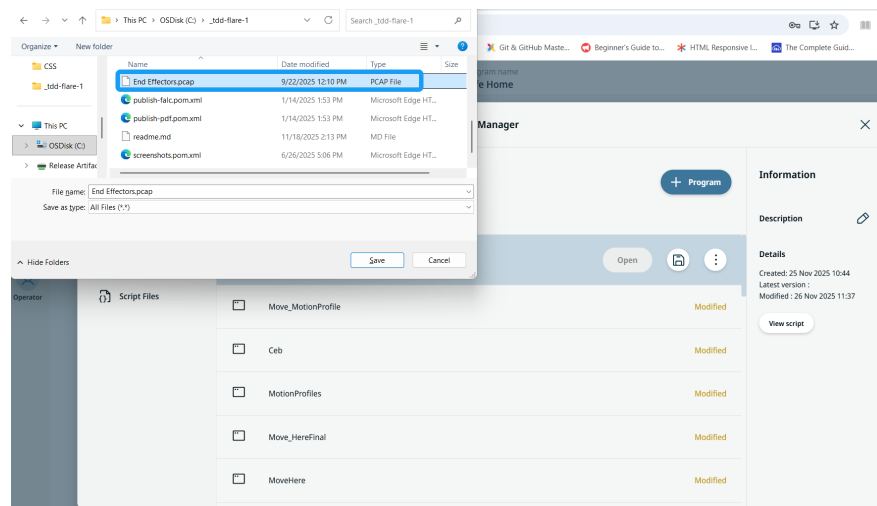 This PC > OSDisk (C:) > _tdd-flare-1
Search _tdd-flare-1
Organize
New folder
?
CSS
_tdd-flare-1
This PC
OSDisk (C:)
Release Artifac
Name
Date modified
Type
Size
End Effectors.pcap
9/22/2025 12:10 PM
PCAP File
publish-falc.pom.xml
1/14/2025 1:53 PM
Microsoft Edge HT...
publish-pdf.pom.xml
1/14/2025 1:53 PM
Microsoft Edge HT...
readme.md
11/18/2025 2:13 PM
MD File
screenshots.pom.xml
6/26/2025 5:06 PM
Microsoft Edge HT...
File name:
End Effectors.pcap
Save as type:
All Files (*.*)
Hide Folders
Save
Cancel
Git & GitHub Maste...
Beginner's Guide to...
HTML Responsive l...
The Complete Guid...
gram name
e Home
Manager
+ Program
Open
Operator
{} Script Files
Move_MotionProfile
Modified
Ceb
Modified
MotionProfiles
Modified
Move_HereFinal
Modified
MoveHere
Modified
Information
Description
Details
Created: 25 Nov 2025 10:44
Latest version :
Modified : 26 Nov 2025 11:37
View script